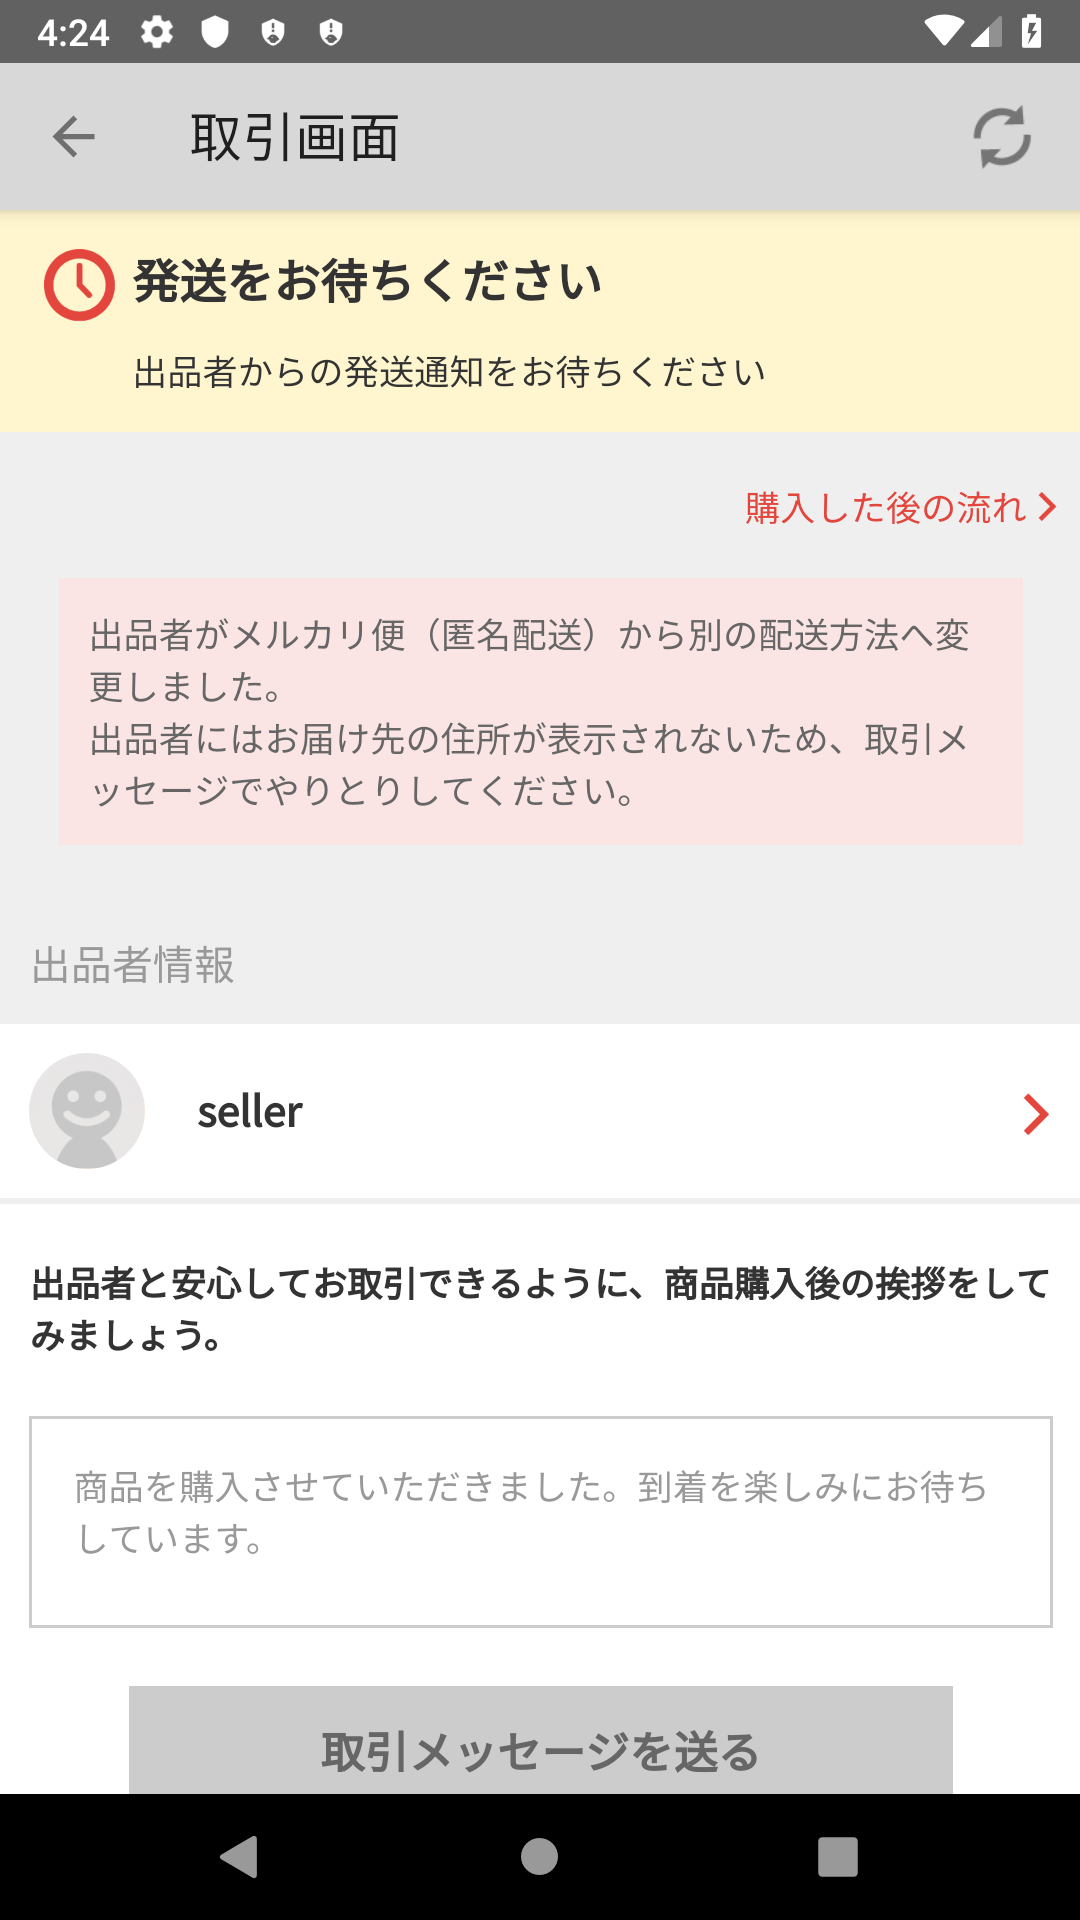 4:24
取引画面
発送をお待ちください
出品者からの発送通知をお待ちください
購入した後の流れ
出品者がメルカリ便（匿名配送）から別の配送方法へ変
更しました。
出品者にはお届け先の住所が表示されないため、取引メ
ッセージでやりとりしてください。
出品者情報
seller
出品者と安心してお取引できるように、商品購入後の挨拶をして
みましょう。
商品を購入させていただきました。到着を楽しみにお待ち
しています。
取引メッセージを送る